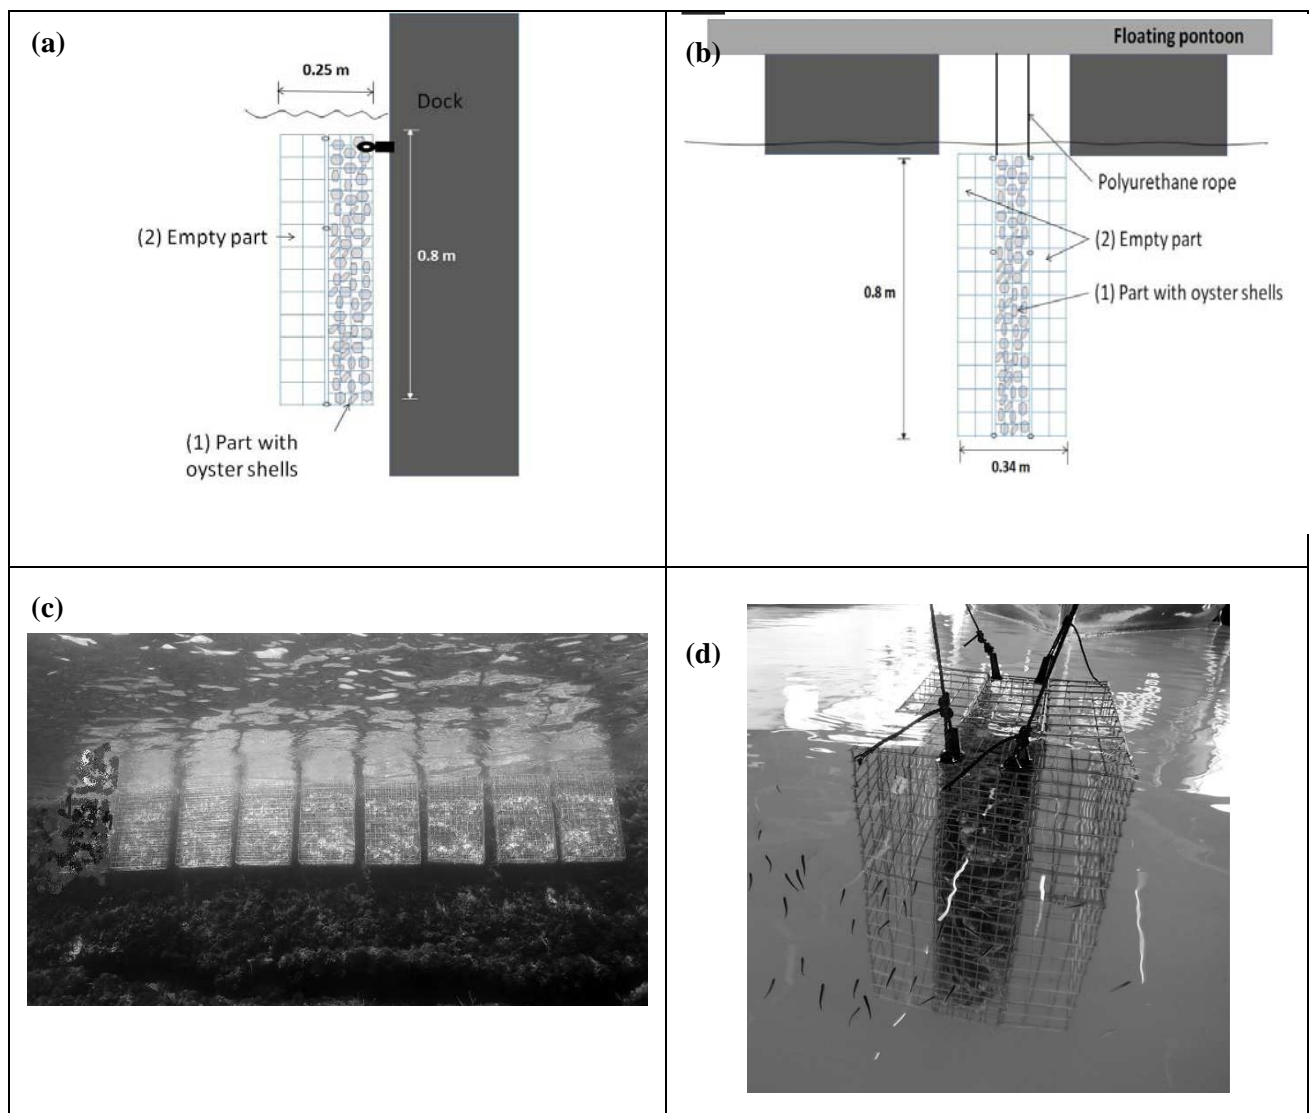 (a)
0.25 m
Dock
(2) Empty part
0.8 m
(1) Part with
oyster shells
(b)
Floating pontoon
Polyurethane rope
(2) Empty part
0.8 m
(1) Part with oyster shells
0.34 m
(c)
(d)